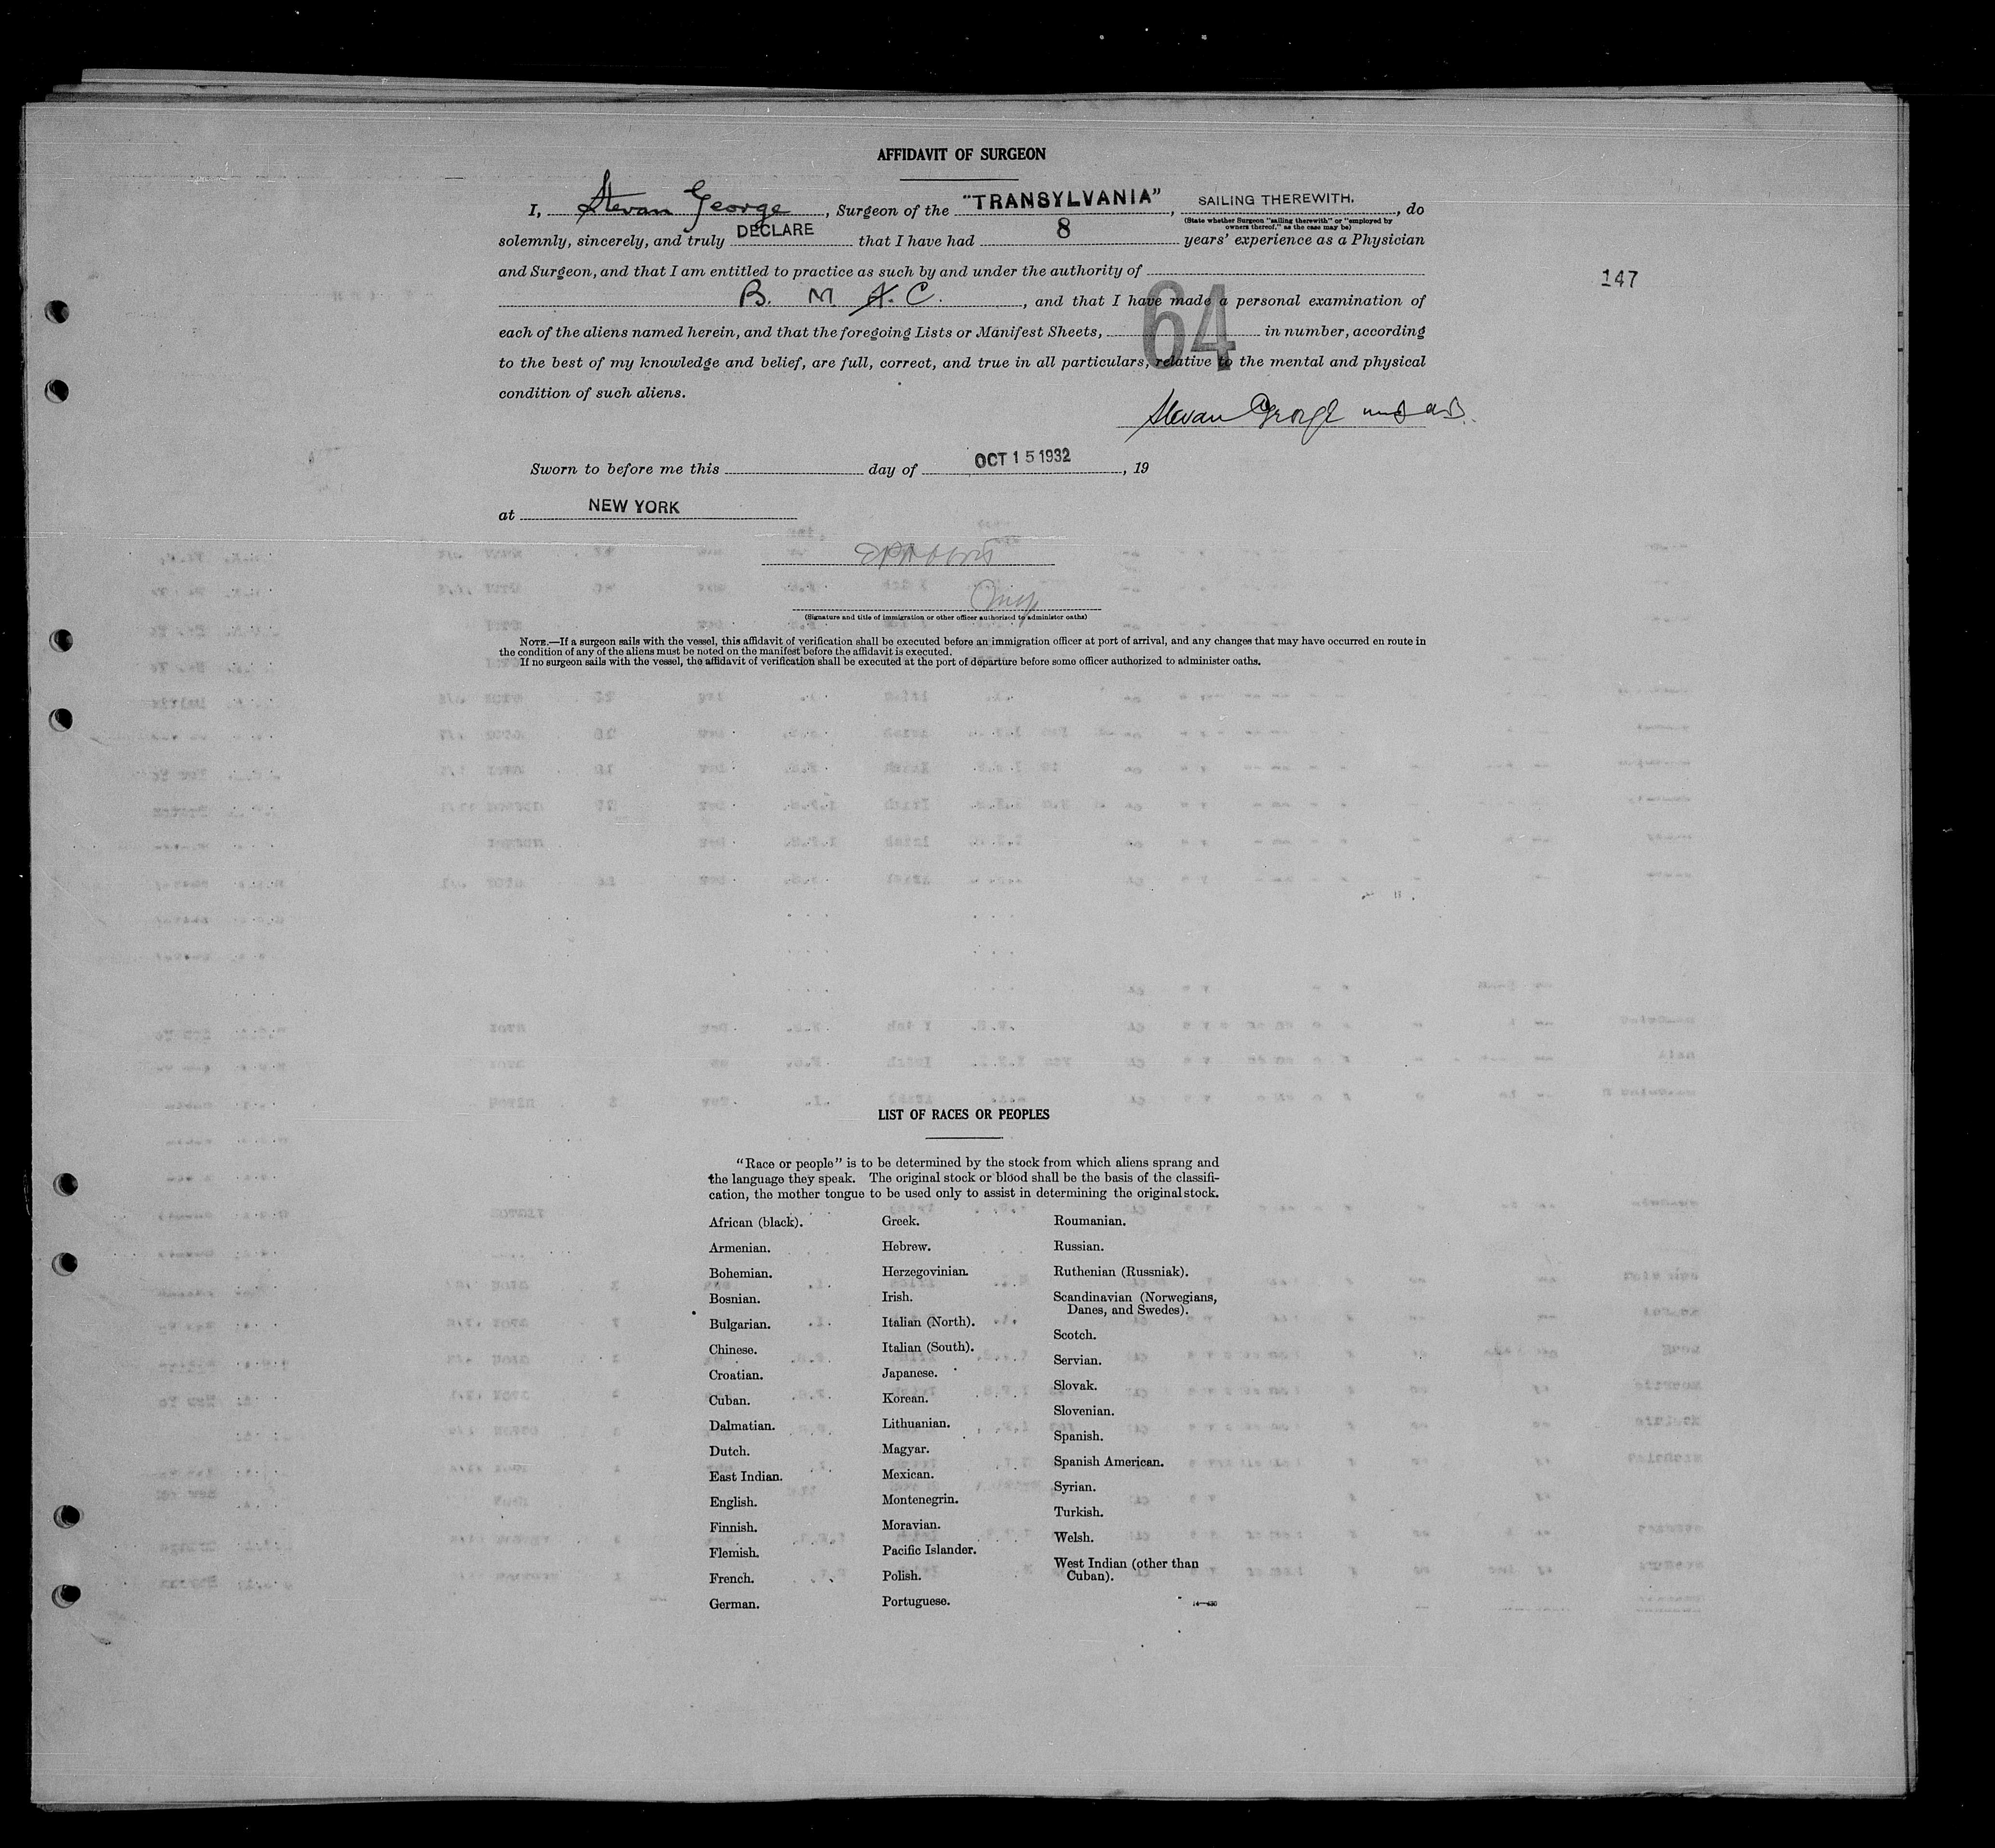 AFFIDAVIT OF SURGEON
I, Stevan George, Surgeon of the "TRANSYLVANIA", SAILING THEREWITH., do
(State whether Surgeon "sailing therewith" or "employed by owners thereof," as the case may be)
solemnly, sincerely, and truly DECLARE that I have had 8 years' experience as a Physician
and Surgeon, and that I am entitled to practice as such by and under the authority of
147
B. M. C., and that I have made a personal examination of
each of the aliens named herein, and that the foregoing Lists or Manifest Sheets, 64 in number, according
to the best of my knowledge and belief, are full, correct, and true in all particulars, relative to the mental and physical
condition of such aliens.
Stevan George
Sworn to before me this day of OCT 15 1932, 19
at NEW YORK
(Signature and title of immigration or other officer authorized to administer oaths)
NOTE.—If a surgeon sails with the vessel, this affidavit of verification shall be executed before an immigration officer at port of arrival, and any changes that may have occurred en route in
the condition of any of the aliens must be noted on the manifest before the affidavit is executed.
If no surgeon sails with the vessel, the affidavit of verification shall be executed at the port of departure before some officer authorized to administer oaths.
LIST OF RACES OR PEOPLES
"Race or people" is to be determined by the stock from which aliens sprang and
the language they speak. The original stock or blood shall be the basis of the classifi-
cation, the mother tongue to be used only to assist in determining the original stock.
African (black).
Armenian.
Bohemian.
Bosnian.
Bulgarian.
Chinese.
Croatian.
Cuban.
Dalmatian.
Dutch.
East Indian.
English.
Finnish.
Flemish.
French.
German.
Greek.
Hebrew.
Herzegovinian.
Irish.
Italian (North).
Italian (South).
Japanese.
Korean.
Lithuanian.
Magyar.
Mexican.
Montenegrin.
Moravian.
Pacific Islander.
Polish.
Portuguese.
Roumanian.
Russian.
Ruthenian (Russniak).
Scandinavian (Norwegians,
Danes, and Swedes).
Scotch.
Servian.
Slovak.
Slovenian.
Spanish.
Spanish American.
Syrian.
Turkish.
Welsh.
West Indian (other than
Cuban).